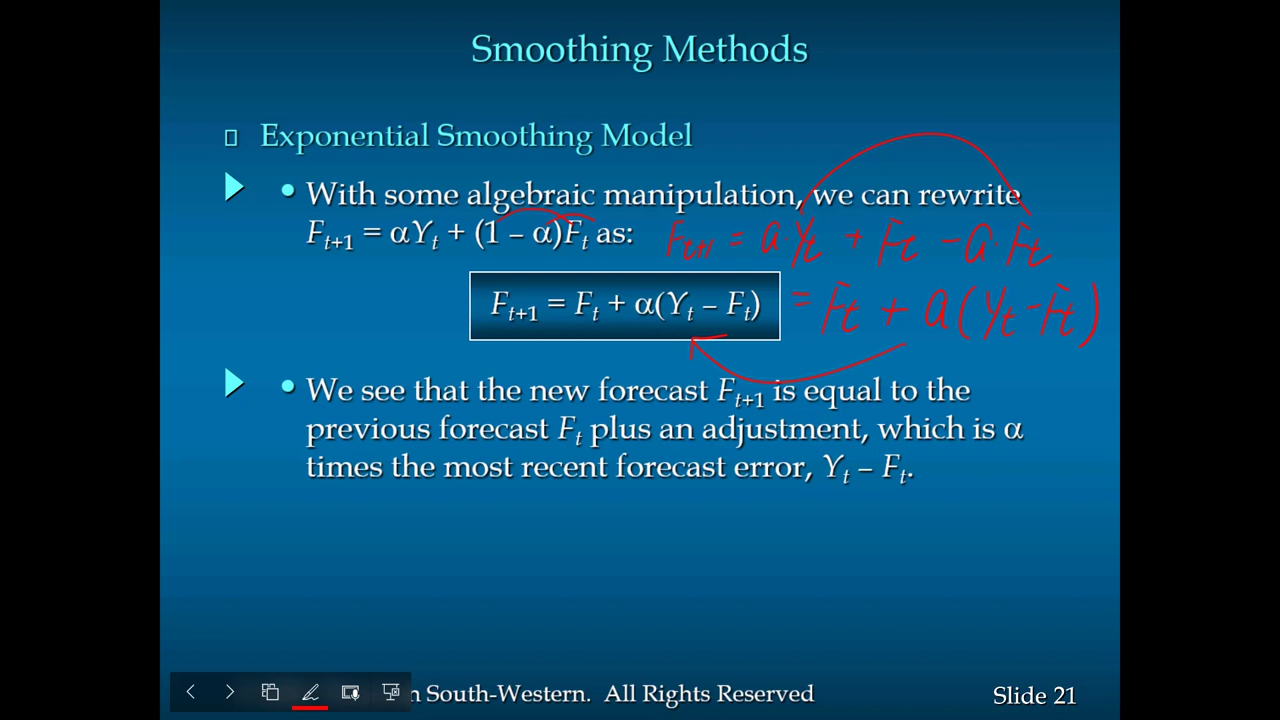 Smoothing Methods
Exponential Smoothing Model
• With some algebraic manipulation, we can rewrite
Fₜ₊₁ = αYₜ + (1 – α)Fₜ as: Fₜ₊₁ = a·Yₜ + Fₜ - a·Fₜ
Fₜ₊₁ = Fₜ + α(Yₜ – Fₜ) = Fₜ + a(Yₜ - Fₜ)
• We see that the new forecast Fₜ₊₁ is equal to the
previous forecast Fₜ plus an adjustment, which is α
times the most recent forecast error, Yₜ – Fₜ.
n South-Western. All Rights Reserved Slide 21